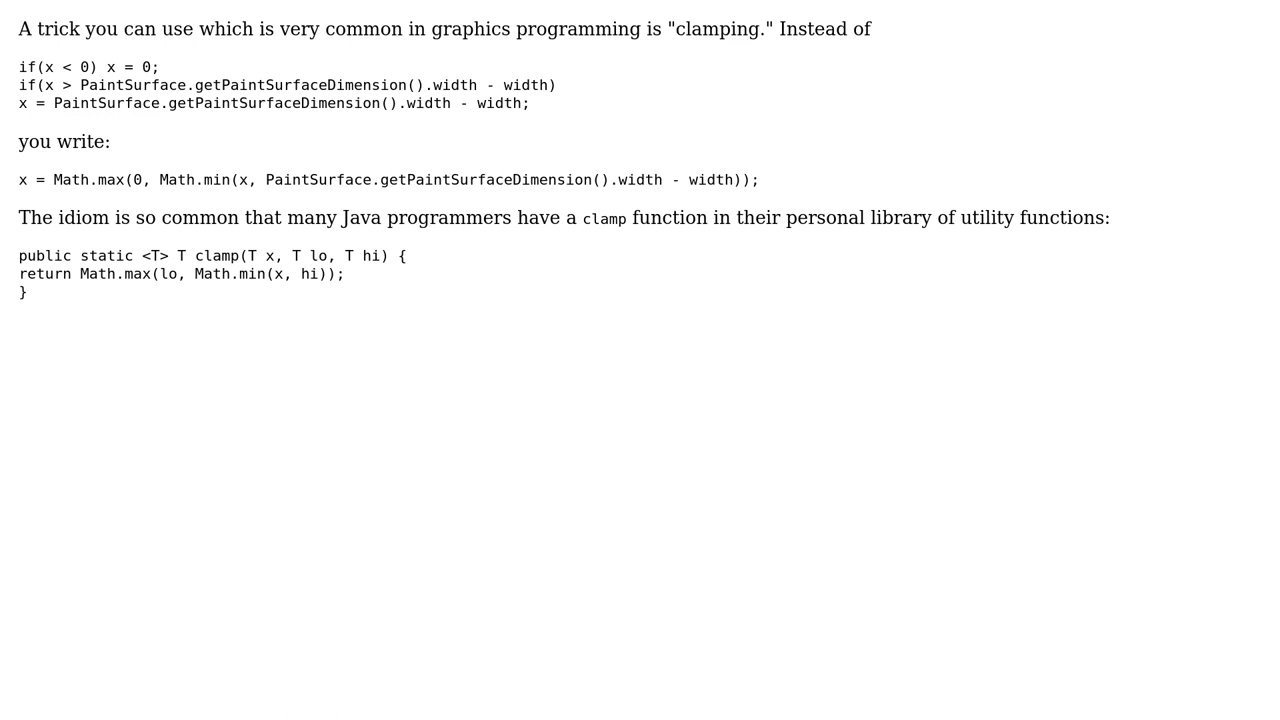 A trick you can use which is very common in graphics programming is "clamping." Instead of
if(x < 0) x = 0;
if(x > PaintSurface.getPaintSurfaceDimension().width - width)
x = PaintSurface.getPaintSurfaceDimension().width - width;
you write:
x = Math.max(0, Math.min(x, PaintSurface.getPaintSurfaceDimension().width - width));
The idiom is so common that many Java programmers have a clamp function in their personal library of utility functions:
public static <T> T clamp(T x, T lo, T hi) {
return Math.max(lo, Math.min(x, hi));
}